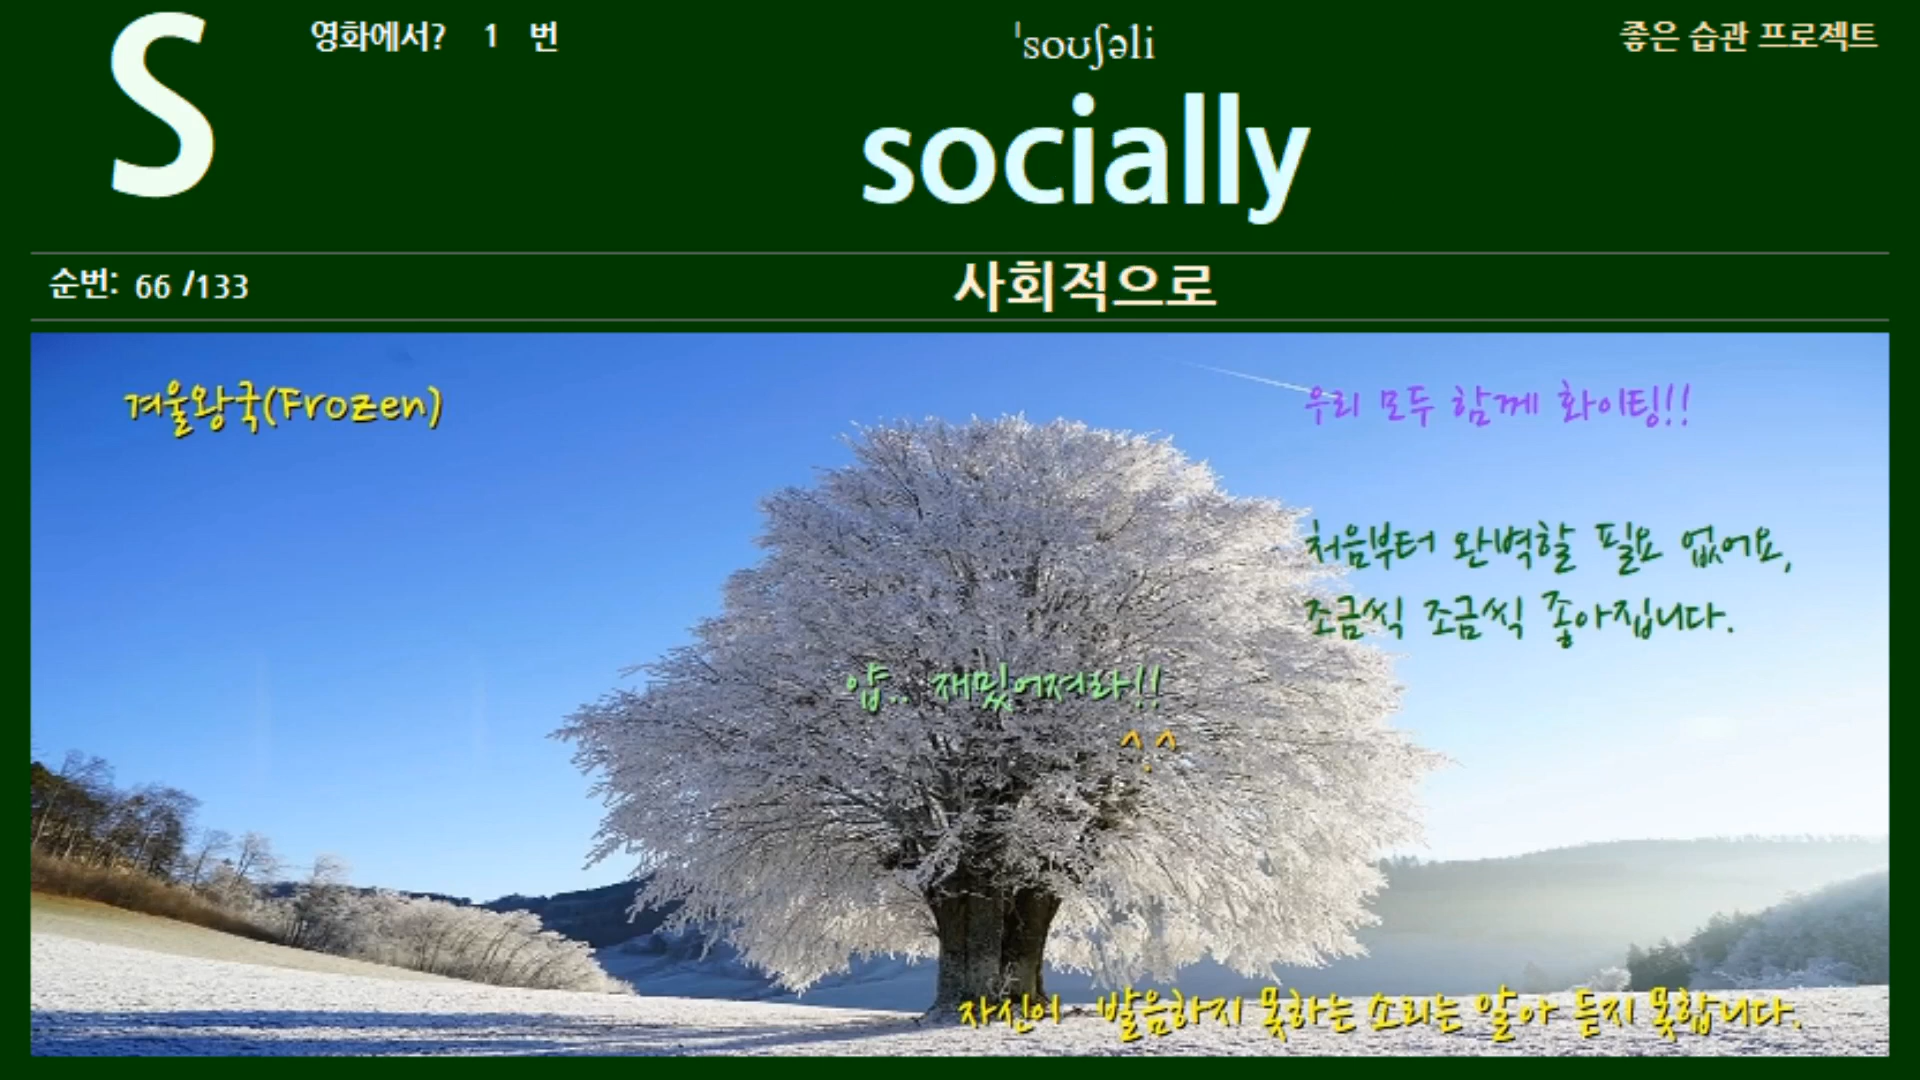 S
영화에서? 1 번
ˈsoʊʃəli
좋은 습관 프로젝트
socially
순번: 66 /133
사회적으로
겨울왕국(Frozen)
우리 모두 함께 화이팅!!
처음부터 완벽할 필요 없어요,
조금씩 조금씩 좋아집니다.
얍.. 재밌어져라!!
^^
자신이 발음하지 못하는 소리는 알아 듣지 못합니다.